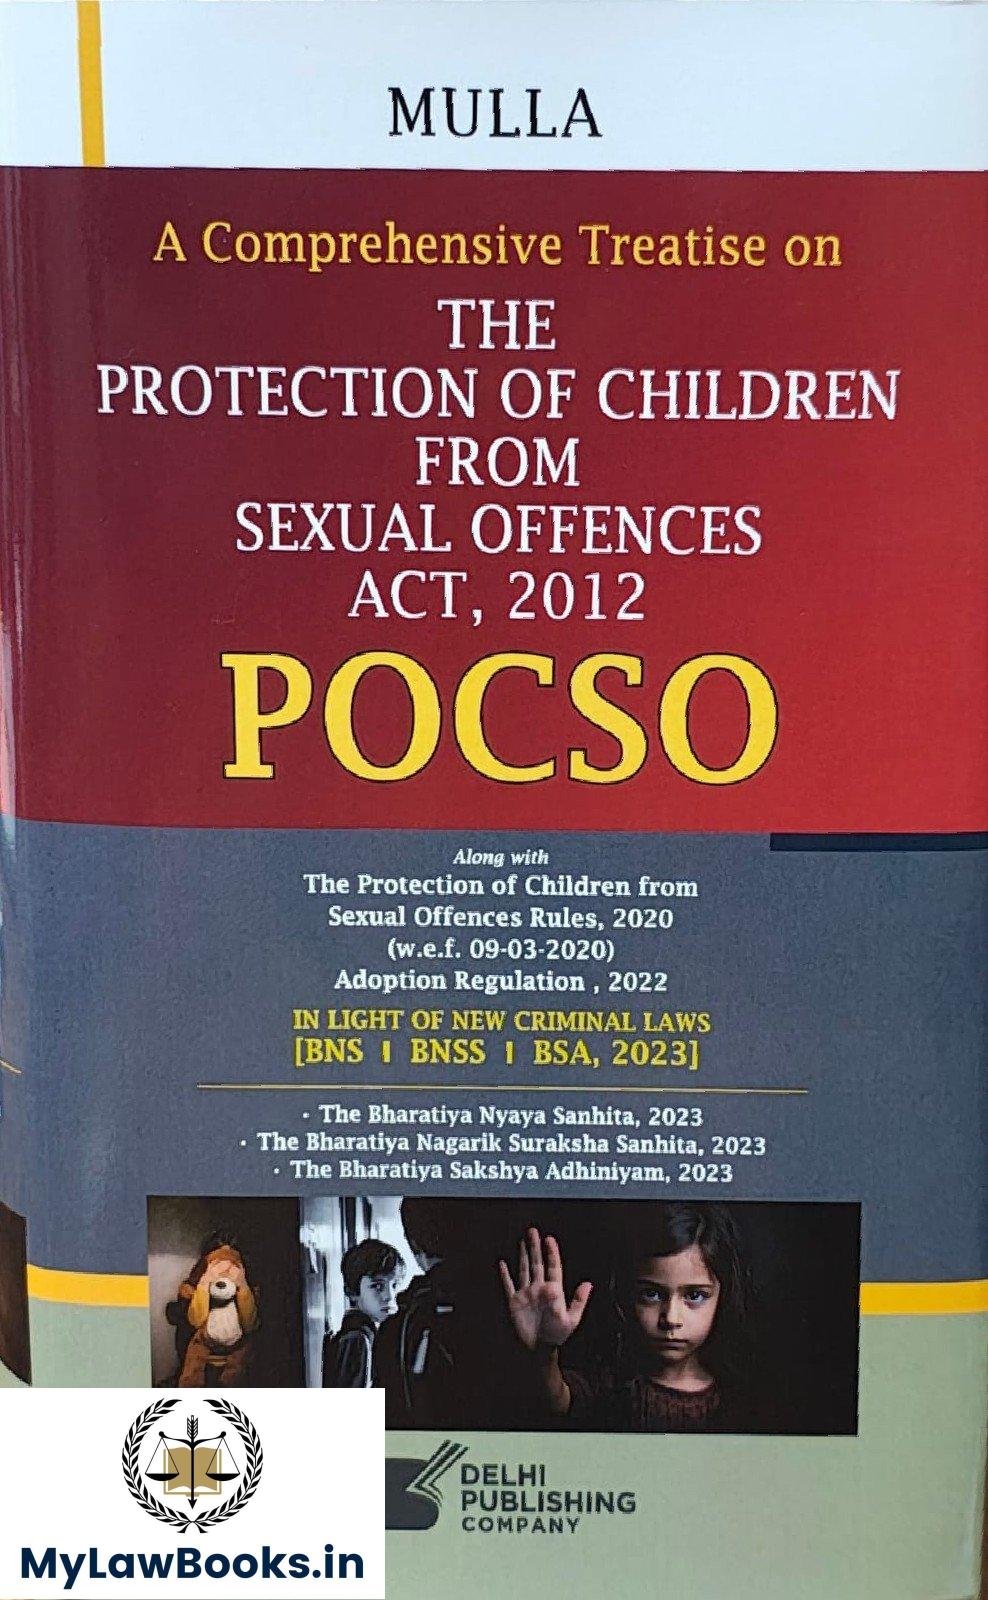 MULLA
A Comprehensive Treatise on
THE
PROTECTION OF CHILDREN
FROM
SEXUAL OFFENCES
ACT, 2012
POCSO
Along with
The Protection of Children from
Sexual Offences Rules, 2020
(w.e.f. 09-03-2020)
Adoption Regulation , 2022
IN LIGHT OF NEW CRIMINAL LAWS
[BNS I BNSS I BSA, 2023]
• The Bharatiya Nyaya Sanhita, 2023
• The Bharatiya Nagarik Suraksha Sanhita, 2023
• The Bharatiya Sakshya Adhiniyam, 2023
DELHI
PUBLISHING
COMPANY
MyLawBooks.in